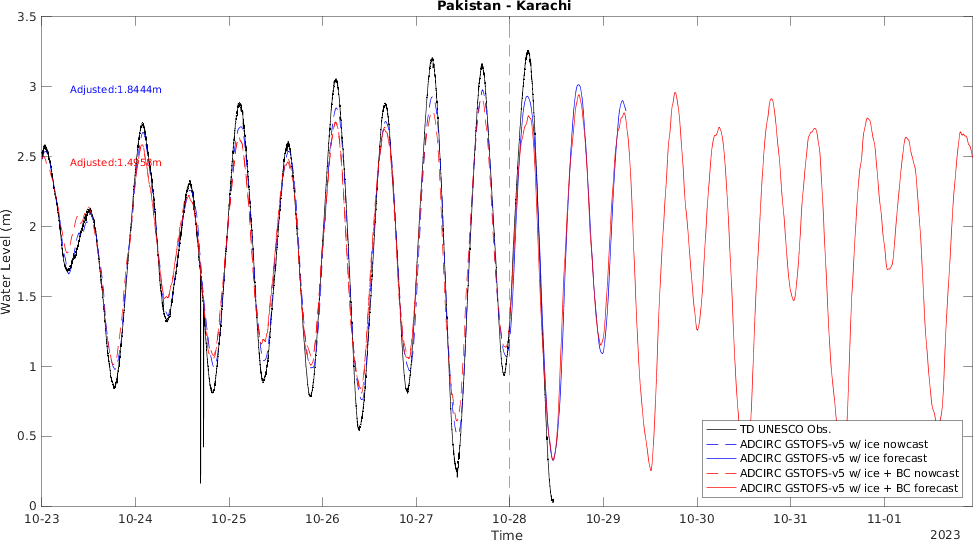 Pakistan - Karachi
3.5
3
2.5
2
1.5
1
0.5
0
Water Level (m)
Adjusted:1.8444m
Adjusted:1.4958m
TD UNESCO Obs.
ADCIRC GSTOFS-v5 w/ ice nowcast
ADCIRC GSTOFS-v5 w/ ice forecast
ADCIRC GSTOFS-v5 w/ ice + BC nowcast
ADCIRC GSTOFS-v5 w/ ice + BC forecast
10-23 10-24 10-25 10-26 10-27 10-28 10-29 10-30 10-31 11-01
Time
2023